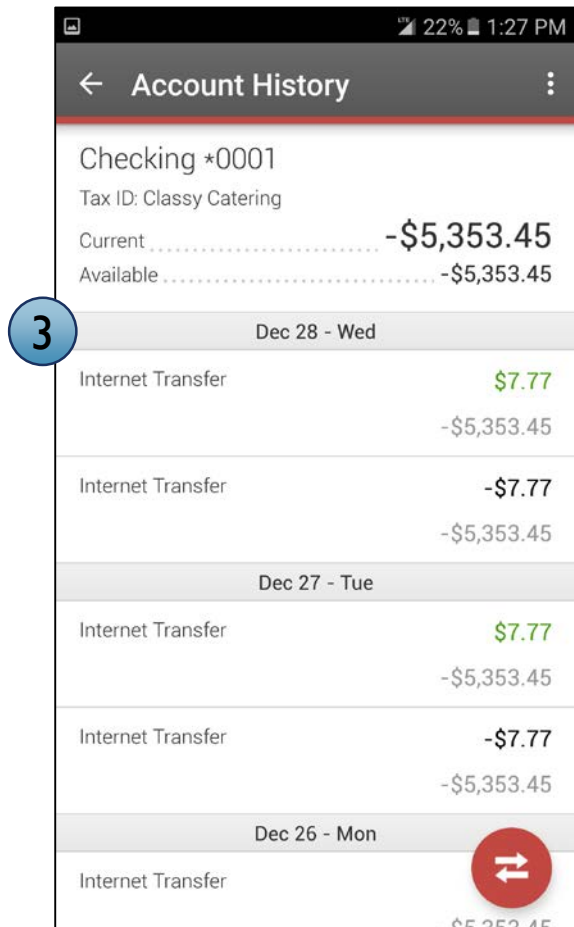 LTE 22% 1:27 PM
Account History
Checking *0001
Tax ID: Classy Catering
Current ........................ -$5,353.45
Available ................................ -$5,353.45
3
Dec 28 - Wed
Internet Transfer $7.77
-$5,353.45
Internet Transfer -$7.77
-$5,353.45
Dec 27 - Tue
Internet Transfer $7.77
-$5,353.45
Internet Transfer -$7.77
-$5,353.45
Dec 26 - Mon
Internet Transfer